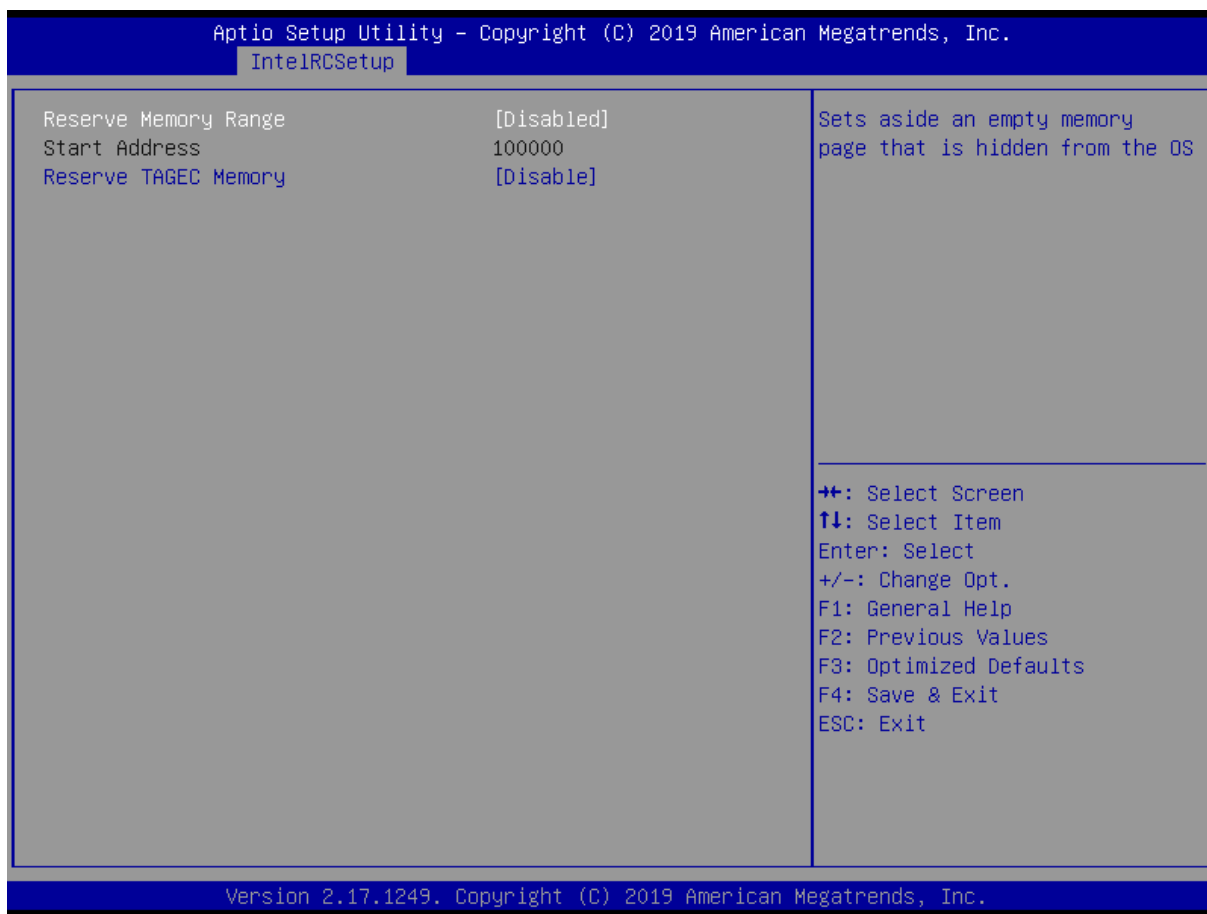 Aptio Setup Utility – Copyright (C) 2019 American Megatrends, Inc.
IntelRCSetup
Reserve Memory Range [Disabled]
Start Address 100000
Reserve TAGEC Memory [Disable]
Sets aside an empty memory
page that is hidden from the OS
→←: Select Screen
↑↓: Select Item
Enter: Select
+/-: Change Opt.
F1: General Help
F2: Previous Values
F3: Optimized Defaults
F4: Save & Exit
ESC: Exit
Version 2.17.1249. Copyright (C) 2019 American Megatrends, Inc.